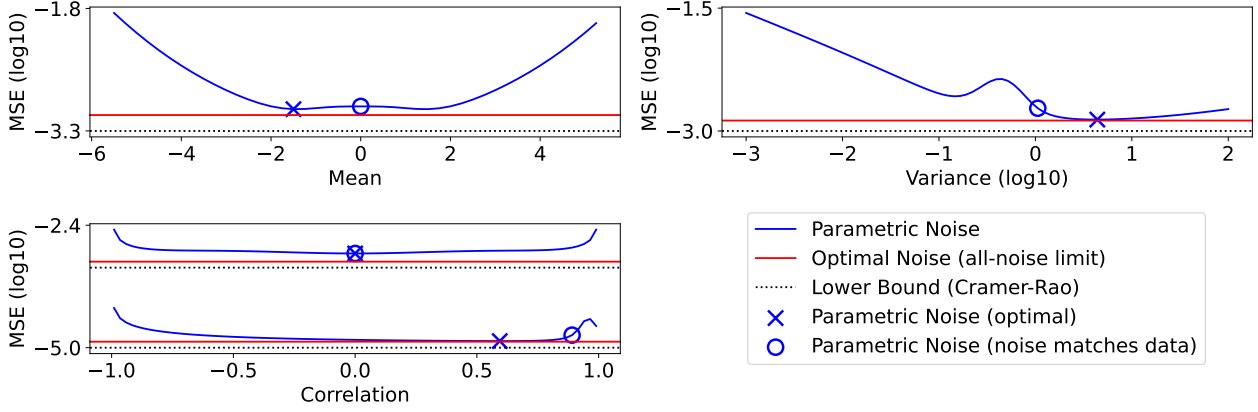 MSE (log10)
−1.8
−3.3
−6
−4
−2
0
2
4
Mean
MSE (log10)
−1.5
−3.0
−3
−2
−1
0
1
2
Variance (log10)
MSE (log10)
−2.4
−5.0
−1.0
−0.5
0.0
0.5
1.0
Correlation
Parametric Noise
Optimal Noise (all-noise limit)
Lower Bound (Cramer-Rao)
Parametric Noise (optimal)
Parametric Noise (noise matches data)